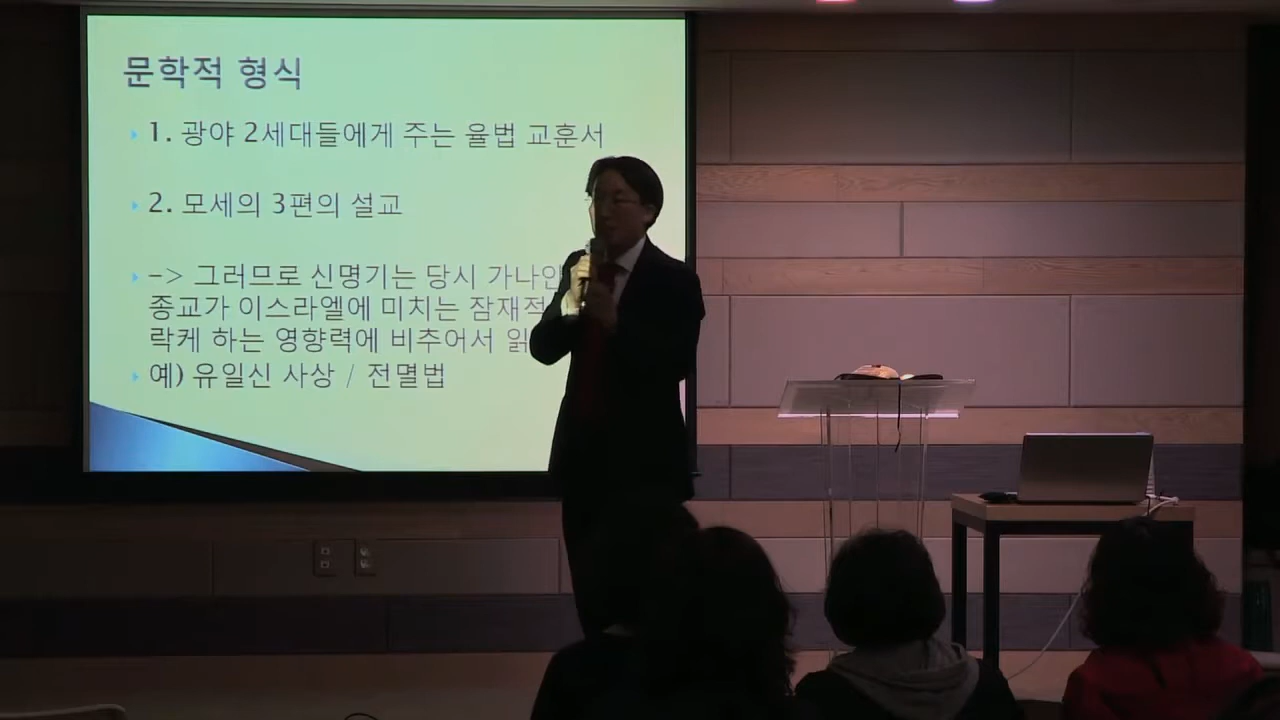 문학적 형식
1. 광야 2세대들에게 주는 율법 교훈서
2. 모세의 3편의 설교
-> 그러므로 신명기는 당시 가나안
종교가 이스라엘에 미치는 잠재적
락케 하는 영향력에 비추어서
예) 유일신 사상 / 전멸법